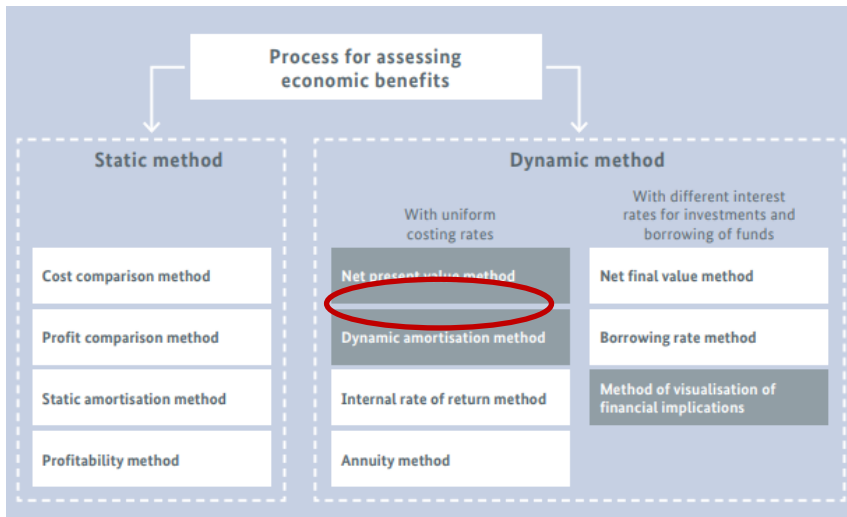 Process for assessing
economic benefits
Static method
Cost comparison method
Profit comparison method
Static amortisation method
Profitability method
Dynamic method
With uniform
costing rates
Net present value method
Dynamic amortisation method
Internal rate of return method
Annuity method
With different interest
rates for investments and
borrowing of funds
Net final value method
Borrowing rate method
Method of visualisation of
financial implications